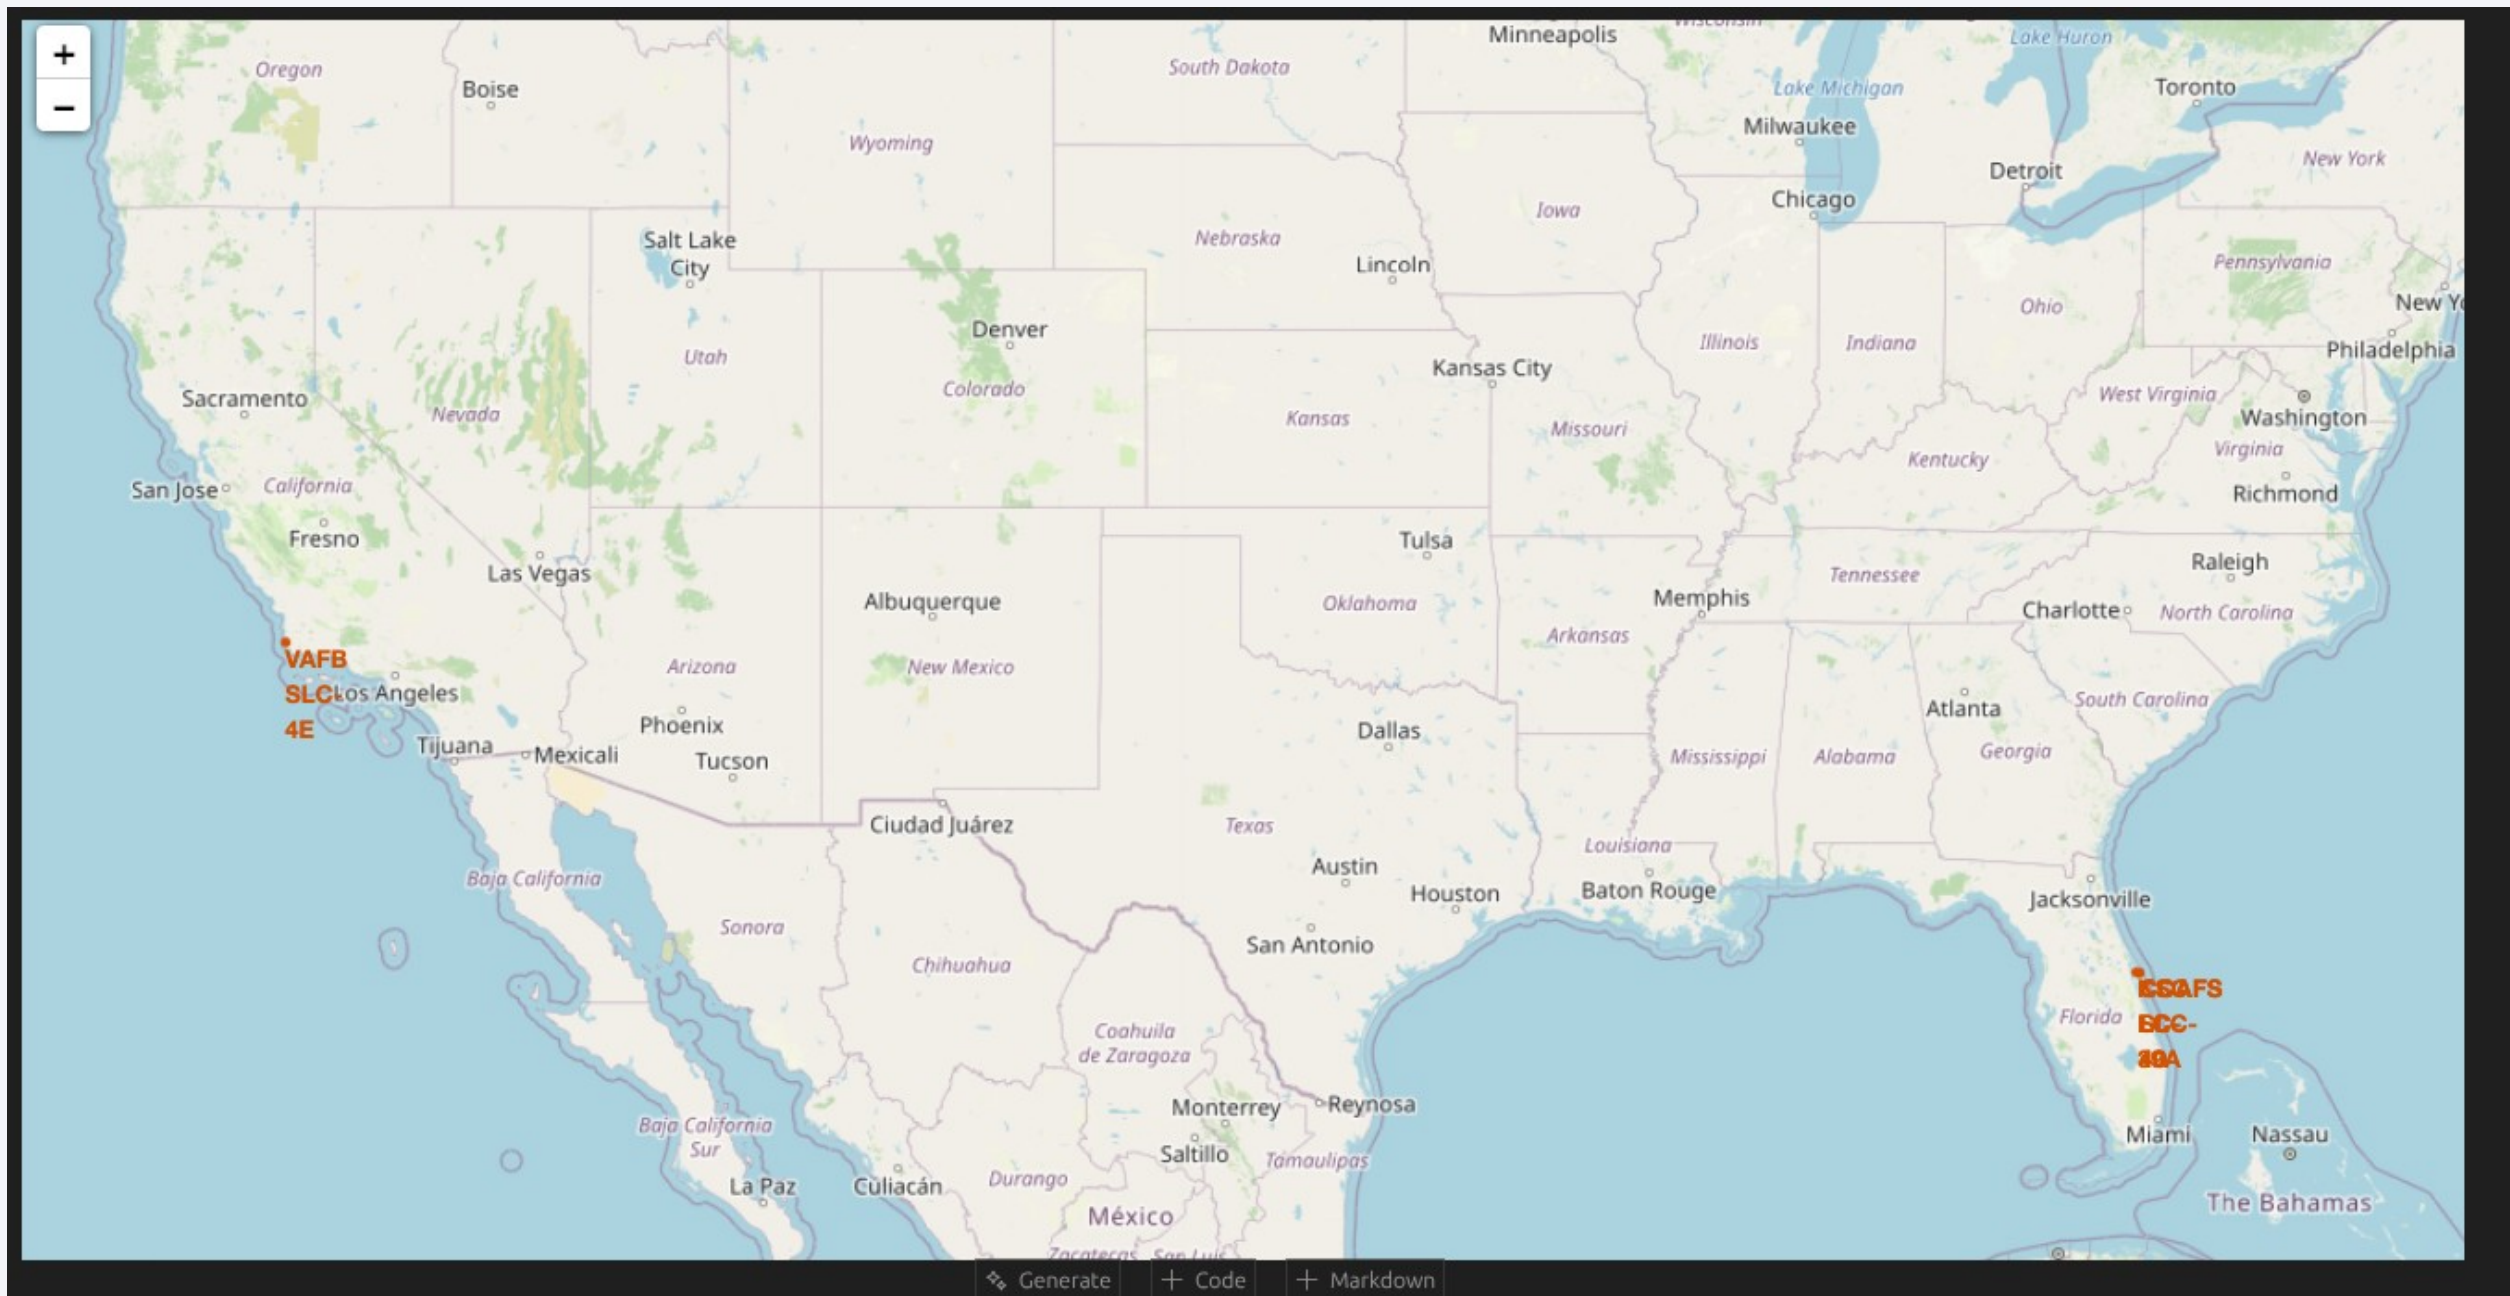 +
−
Wisconsin
Minneapolis
Lake Huron
Oregon
South Dakota
Boise
Lake Michigan
Toronto
Milwaukee
Wyoming
New York
Detroit
Chicago
Iowa
Salt Lake
City
Nebraska
Lincoln
Pennsylvania
New Yo
Ohio
Denver
Illinois
Indiana
Philadelphia
Utah
Kansas City
Colorado
West Virginia
Sacramento
Nevada
Kansas
Missouri
Washington
Virginia
Kentucky
San Jose
California
Richmond
Fresno
Tulsa
Raleigh
Las Vegas
Tennessee
Albuquerque
Oklahoma
Memphis
Charlotte
North Carolina
Arkansas
VAFB
SLC-
4E
Los Angeles
Arizona
New Mexico
South Carolina
Atlanta
Phoenix
Dallas
Tijuana
Mexicali
Tucson
Mississippi
Alabama
Georgia
Ciudad Juárez
Texas
Louisiana
Austin
Houston
Baton Rouge
Jacksonville
Baja California
Sonora
San Antonio
Chihuahua
Florida
Coahuila
de Zaragoza
Monterrey
Reynosa
Baja California
Sur
Saltillo
Tamaulipas
Miami
Nassau
La Paz
Culiacán
Durango
México
The Bahamas
Zacatecas
San Luis
Generate
+ Code
+ Markdown